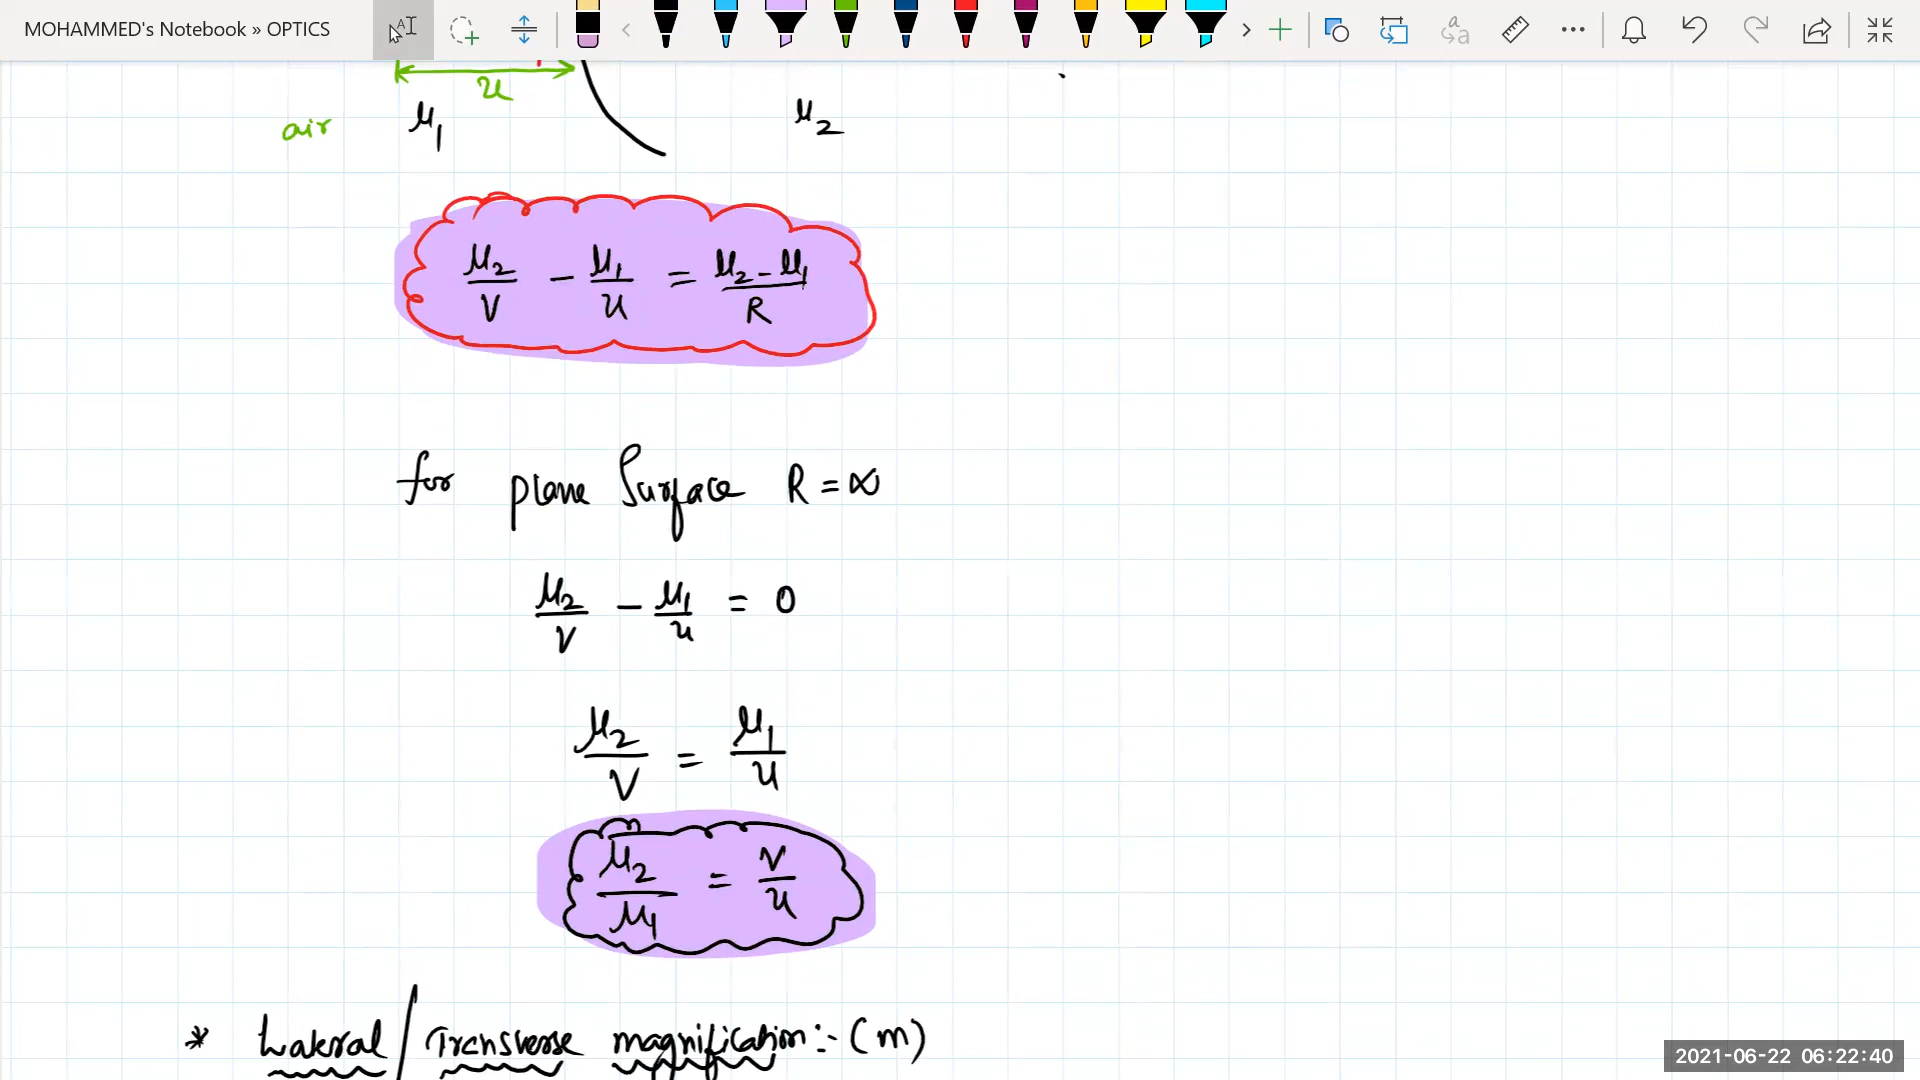 MOHAMMED's Notebook » OPTICS
u
air μ1 μ2
μ2/v − μ1/u = μ2 − μ1/R
for plane Surface R = ∞
μ2/v − μ1/u = 0
μ2/v = μ1/u
μ2/μ1 = v/u
* Lateral / Transverse magnification :- (m)
2021-06-22 06:22:40